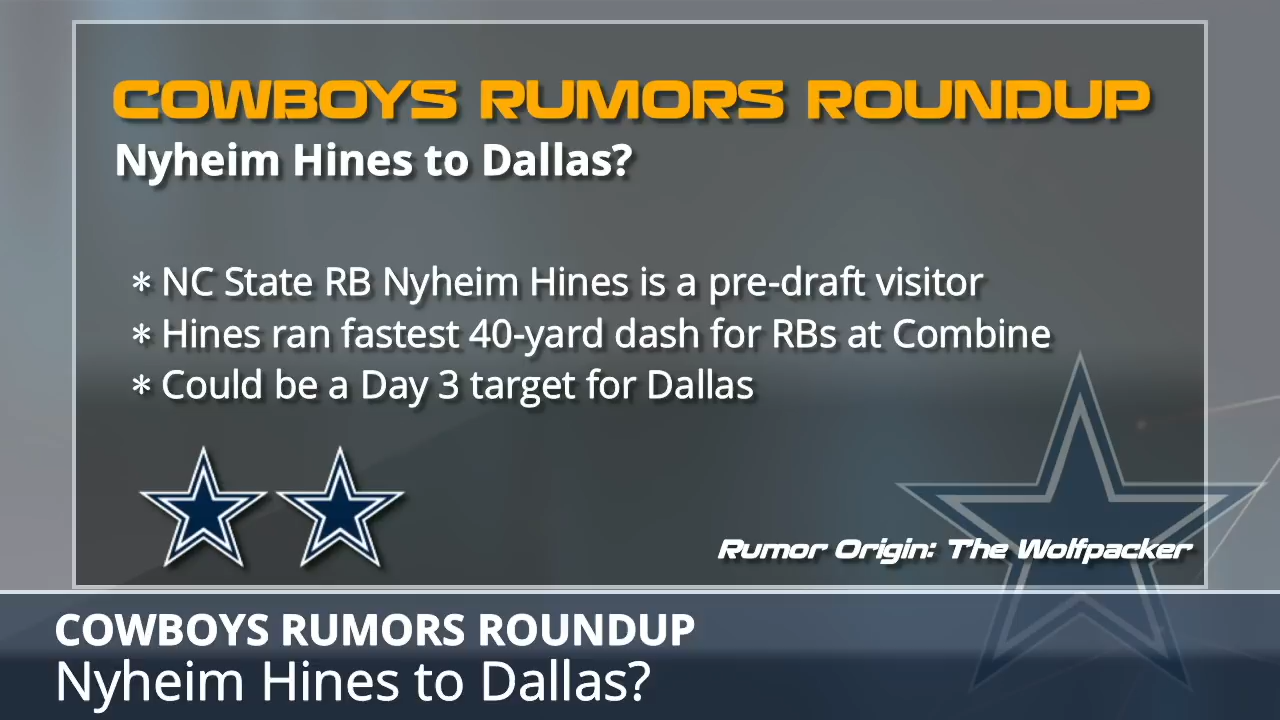 COWBOYS RUMORS ROUNDUP
Nyheim Hines to Dallas?
* NC State RB Nyheim Hines is a pre-draft visitor
* Hines ran fastest 40-yard dash for RBs at Combine
* Could be a Day 3 target for Dallas
Rumor Origin: The Wolfpacker
COWBOYS RUMORS ROUNDUP
Nyheim Hines to Dallas?